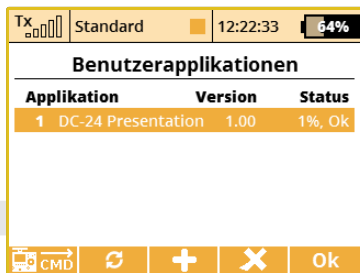 Tx Standard 12:22:33 64%
Benutzerapplikationen
Applikation Version Status
1 DC-24 Presentation 1.00 1%, Ok
CMD Ok